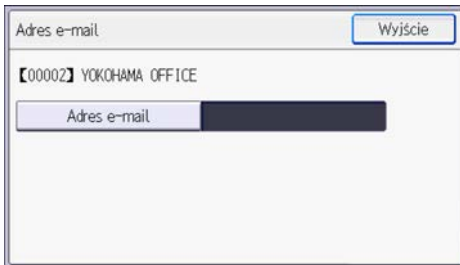 Adres e-mail
Wyjście
【00002】 YOKOHAMA OFFICE
Adres e-mail